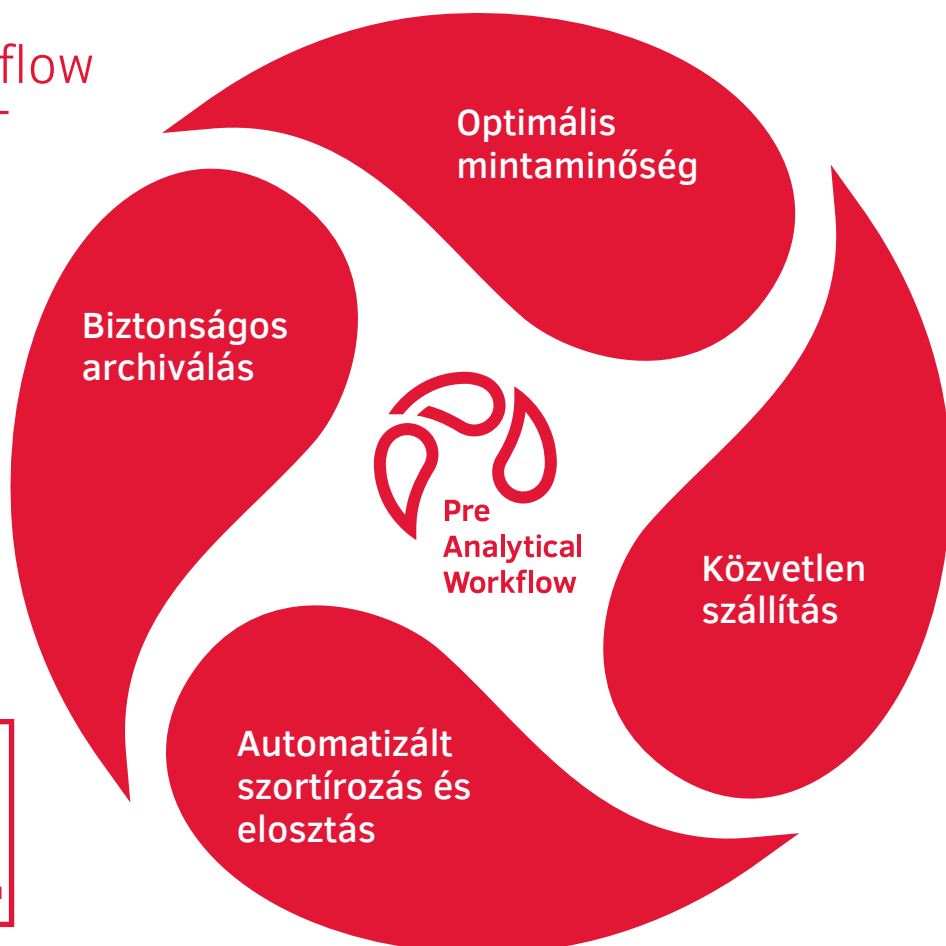 flow
Optimális
mintaminőség
Biztonságos
archiválás
Pre
Analytical
Workflow
Közvetlen
szállítás
Automatizált
szortírozás és
elosztás